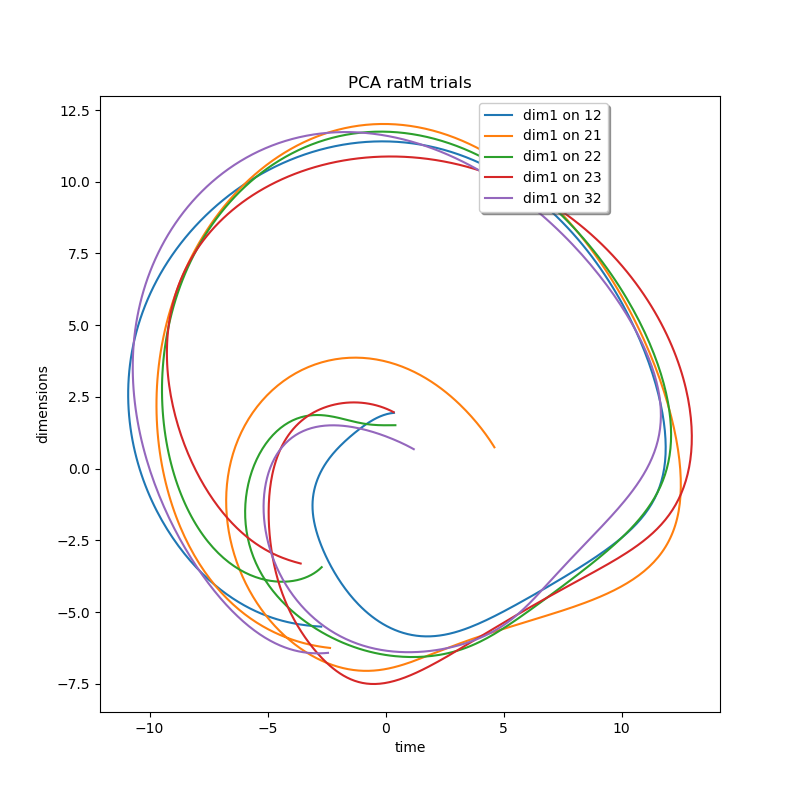 PCA ratM trials
dim1 on 12
dim1 on 21
dim1 on 22
dim1 on 23
dim1 on 32
12.5
10.0
7.5
5.0
2.5
0.0
−2.5
−5.0
−7.5
dimensions
−10 −5 0 5 10
time